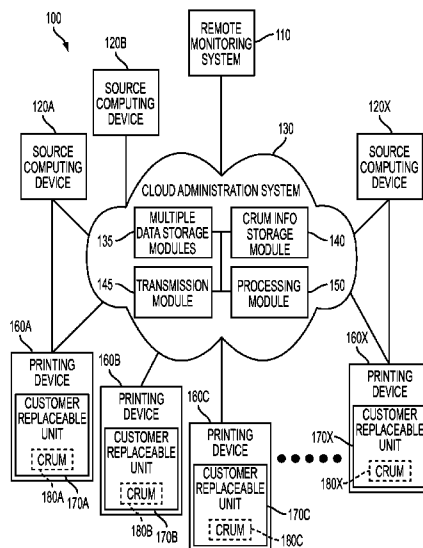 100
120B
SOURCE
COMPUTING
DEVICE
REMOTE
MONITORING
SYSTEM
110
120A
SOURCE
COMPUTING
DEVICE
120X
SOURCE
COMPUTING
DEVICE
130
CLOUD ADMINISTRATION SYSTEM
135
MULTIPLE
DATA STORAGE
MODULES
CRUM INFO
STORAGE
MODULE
140
145
TRANSMISSION
MODULE
PROCESSING
MODULE
150
160A
PRINTING
DEVICE
CUSTOMER
REPLACEABLE
UNIT
CRUM
180A
170A
160B
PRINTING
DEVICE
CUSTOMER
REPLACEABLE
UNIT
CRUM
180B
170B
160C
PRINTING
DEVICE
CUSTOMER
REPLACEABLE
UNIT
CRUM
170C
180C
160X
PRINTING
DEVICE
170X
CUSTOMER
REPLACEABLE
UNIT
CRUM
180X